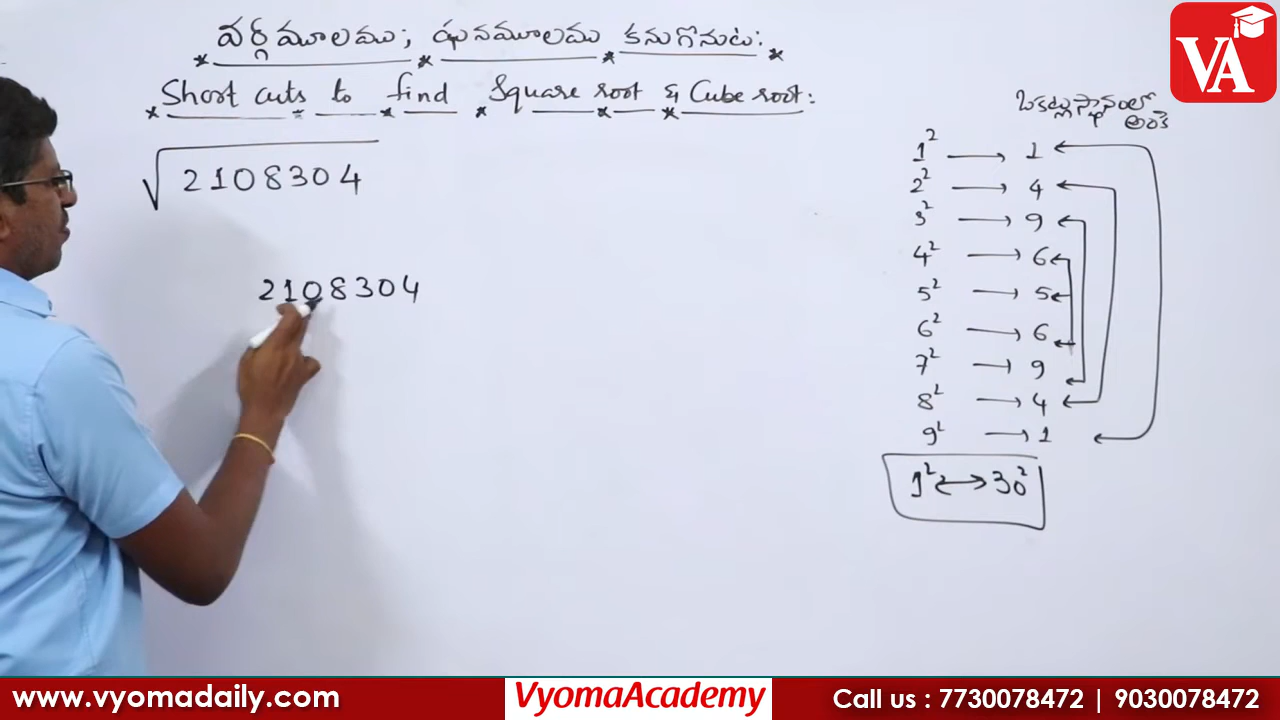 వర్గమూలము; ఘనమూలము కనుగొనుట:
Short cuts to find Square root & Cube root:
√2108304
2108304
ఒకట్లుస్థానంలో
అంకె
1² → 1
2² → 4
3² → 9
4² → 6
5² → 5
6² → 6
7² → 9
8² → 4
9² → 1
1² ↔ 30²
VA
www.vyomadaily.com
VyomaAcademy
Call us : 7730078472 | 9030078472